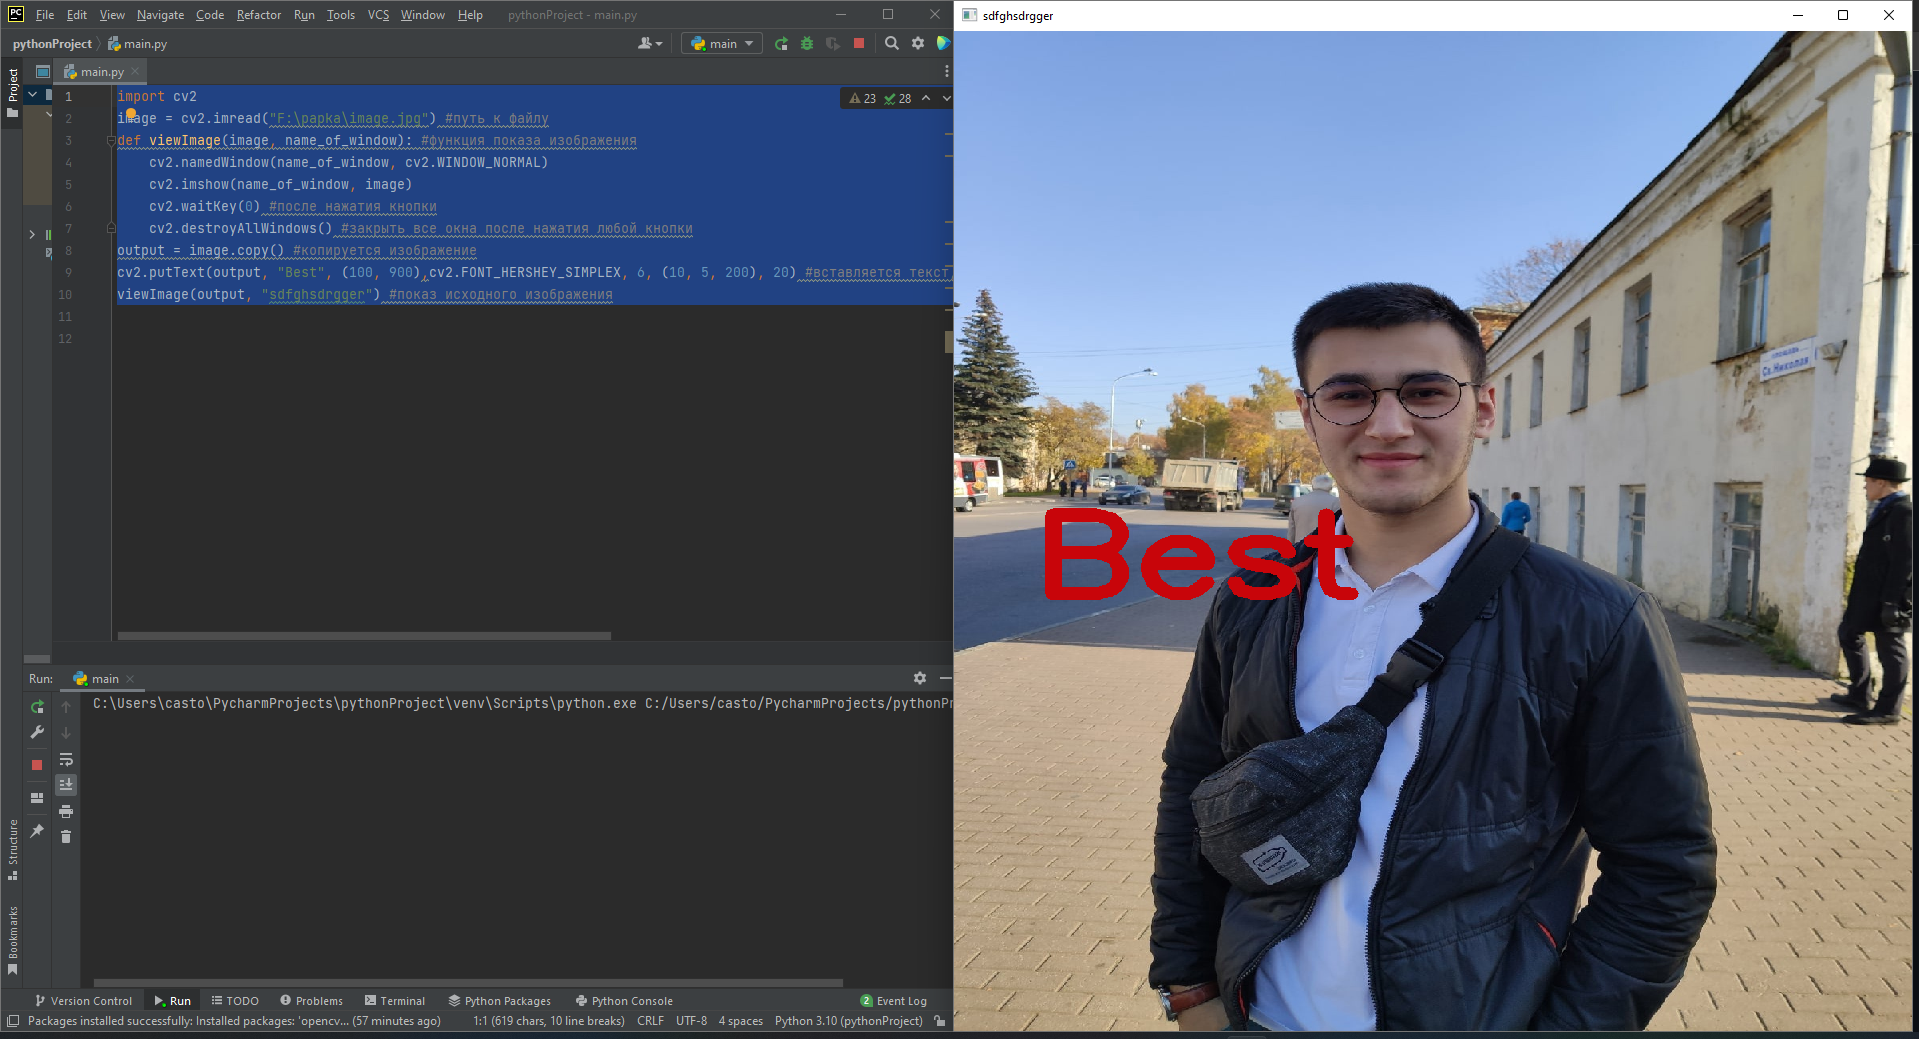 PC File Edit View Navigate Code Refactor Run Tools VCS Window Help pythonProject - main.py
pythonProject main.py main
Project
main.py
23 28
1 import cv2
2 image = cv2.imread("F:\papka\image.jpg") #путь к файлу
3 def viewImage(image, name_of_window): #функция показа изображения
4 cv2.namedWindow(name_of_window, cv2.WINDOW_NORMAL)
5 cv2.imshow(name_of_window, image)
6 cv2.waitKey(0) #после нажатия кнопки
7 cv2.destroyAllWindows() #закрыть все окна после нажатия любой кнопки
8 output = image.copy() #копируется изображение
9 cv2.putText(output, "Best", (100, 900),cv2.FONT_HERSHEY_SIMPLEX, 6, (10, 5, 200), 20) #вставляется текст
10 viewImage(output, "sdfghsdrgger") #показ исходного изображения
11
12
Run: main
C:\Users\casto\PycharmProjects\pythonProject\venv\Scripts\python.exe C:/Users/casto/PycharmProjects/pythonPr
Structure
Bookmarks
Version Control Run TODO Problems Terminal Python Packages Python Console 2 Event Log
Packages installed successfully: Installed packages: 'opencv... (57 minutes ago) 1:1 (619 chars, 10 line breaks) CRLF UTF-8 4 spaces Python 3.10 (pythonProject)
sdfghsdrgger
площадь
Св.Николая
Best